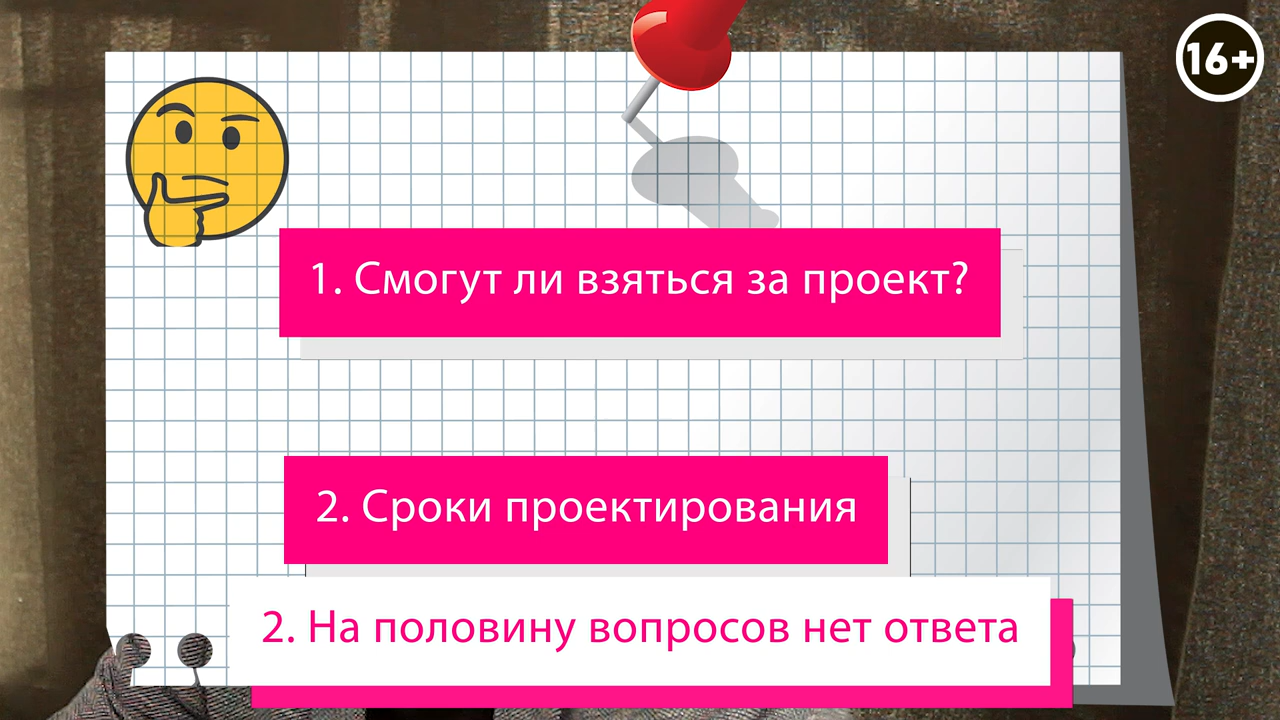 16+
1. Смогут ли взяться за проект?
2. Сроки проектирования
2. На половину вопросов нет ответа